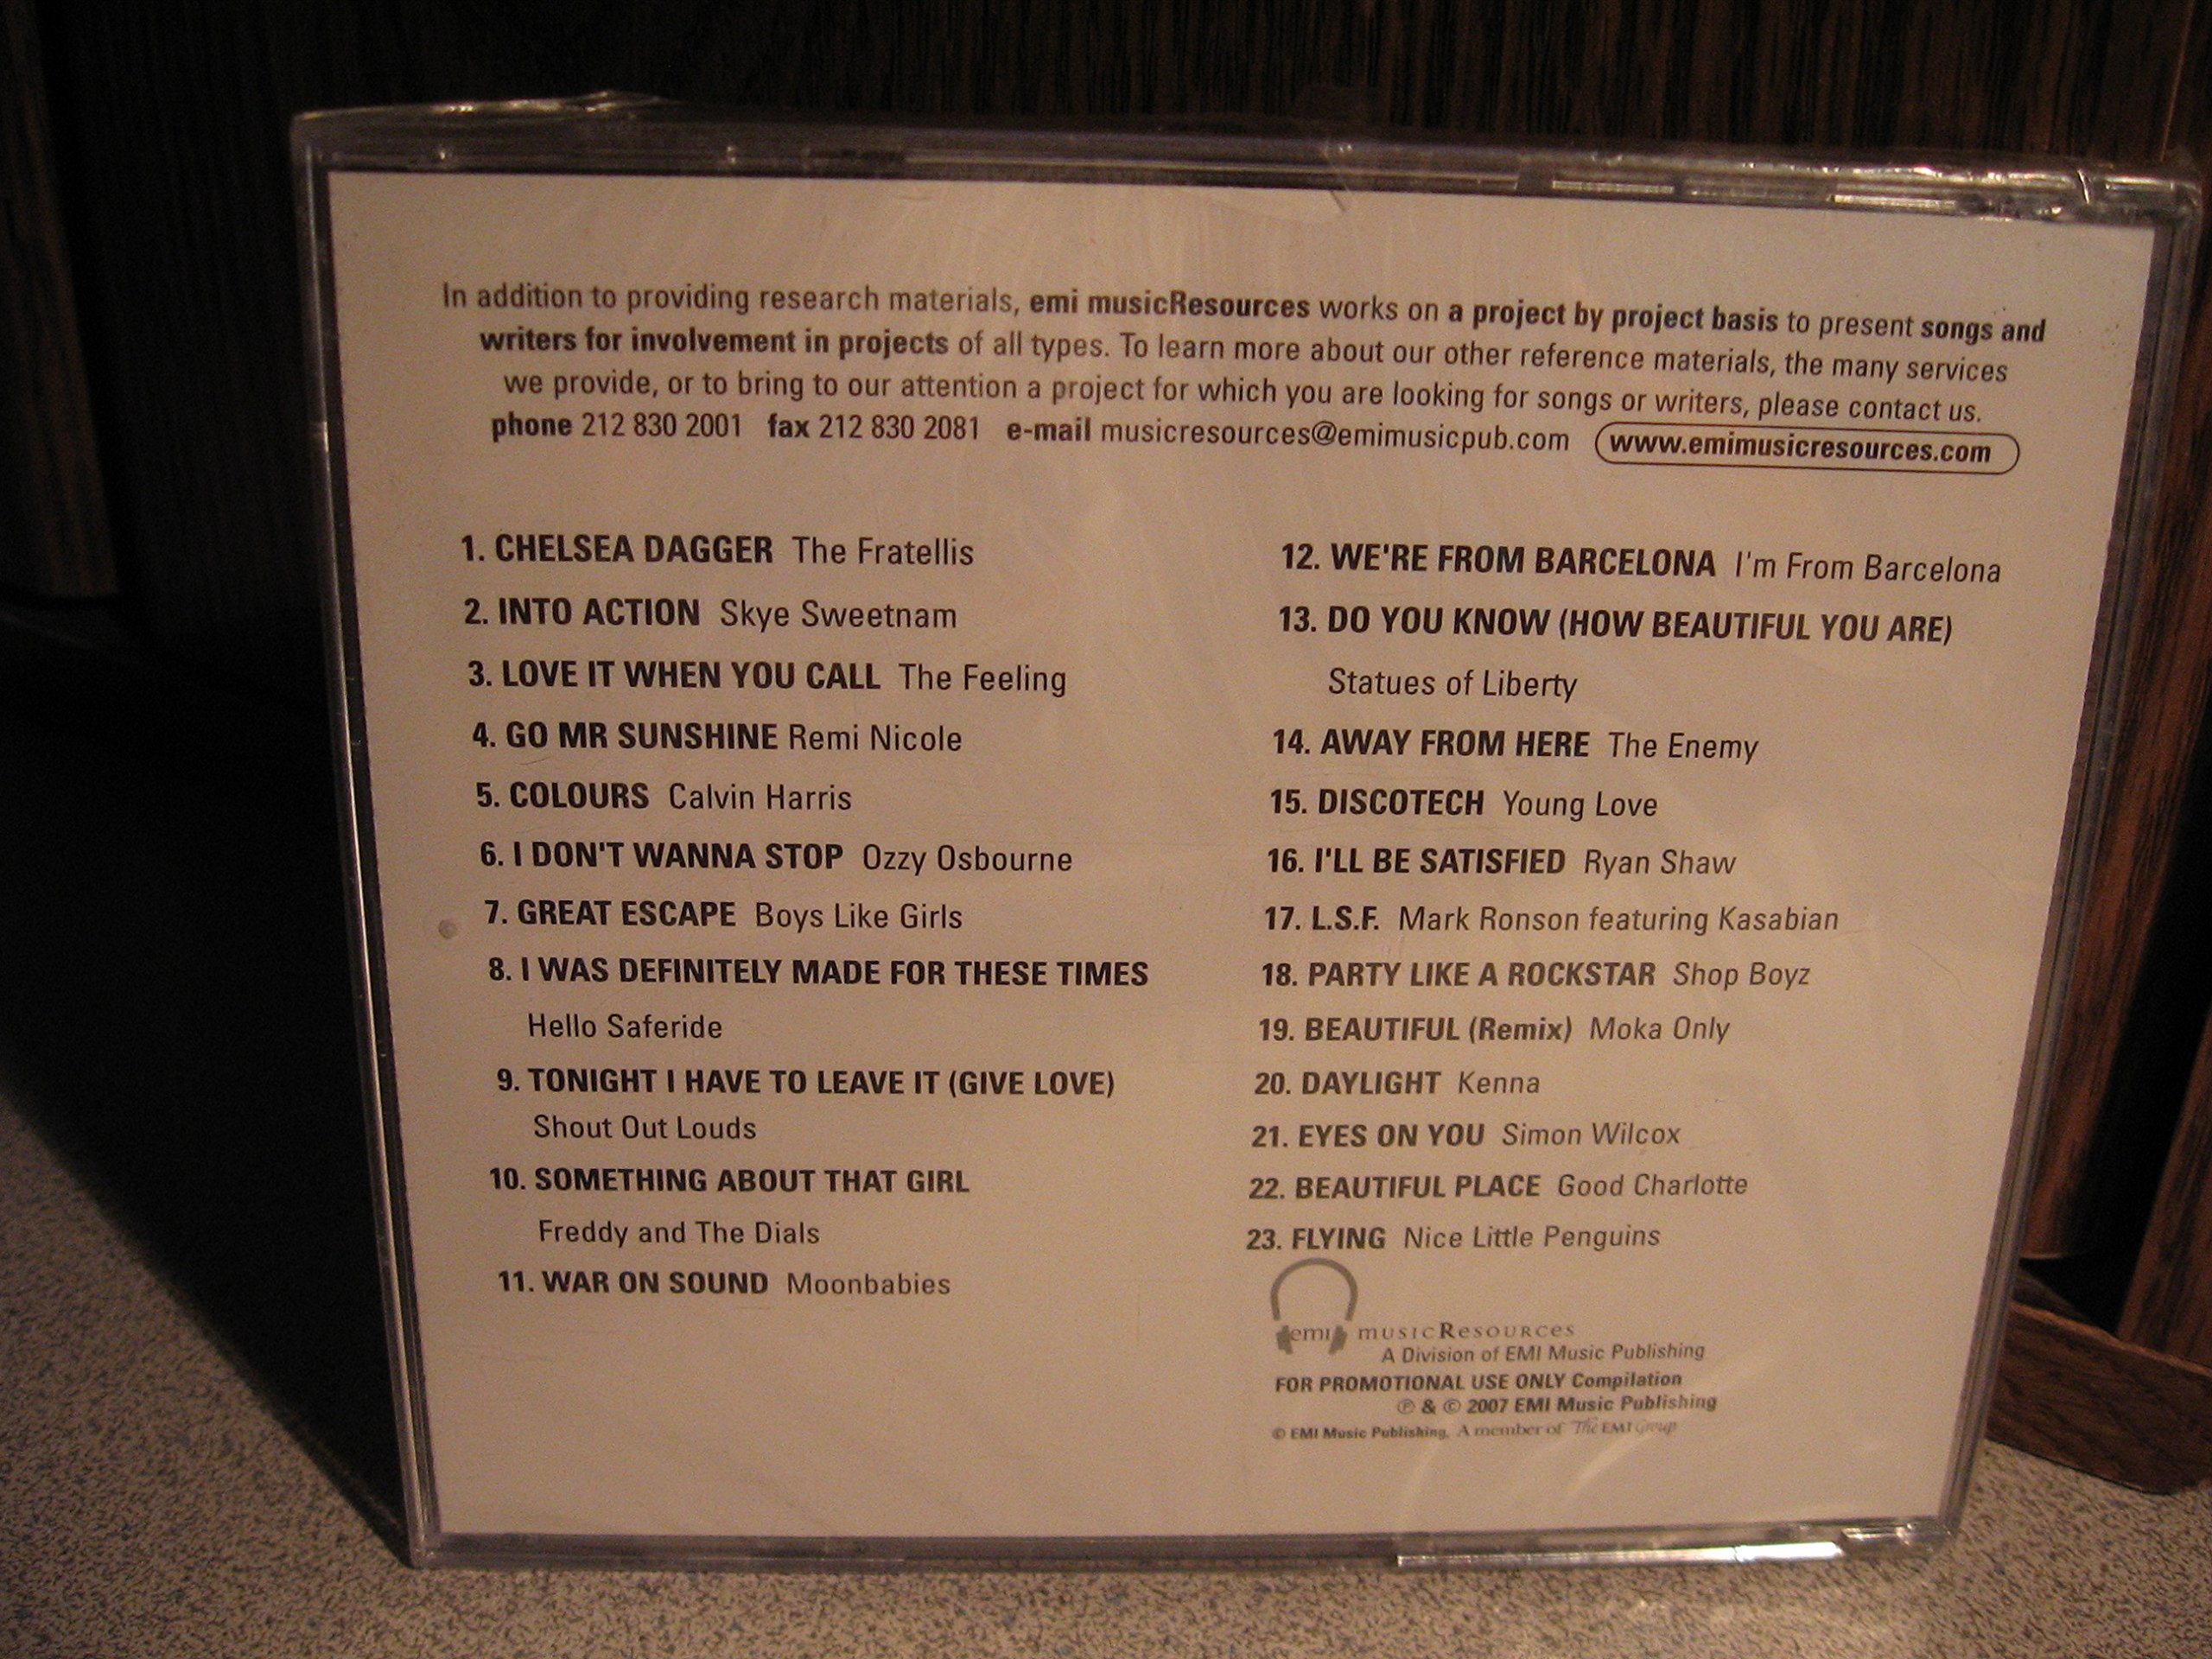 In addition to providing research materials, emi musicResources works on a project by project basis to present songs and
writers for involvement in projects of all types. To learn more about our other reference materials, the many services
we provide, or to bring to our attention a project for which you are looking for songs or writers, please contact us.
phone 212 830 2001 fax 212 830 2081 e-mail musicresources@emimusicpub.com www.emimusicresources.com
1. CHELSEA DAGGER The Fratellis
2. INTO ACTION Skye Sweetnam
3. LOVE IT WHEN YOU CALL The Feeling
4. GO MR SUNSHINE Remi Nicole
5. COLOURS Calvin Harris
6. I DON'T WANNA STOP Ozzy Osbourne
7. GREAT ESCAPE Boys Like Girls
8. I WAS DEFINITELY MADE FOR THESE TIMES
Hello Saferide
9. TONIGHT I HAVE TO LEAVE IT (GIVE LOVE)
Shout Out Louds
10. SOMETHING ABOUT THAT GIRL
Freddy and The Dials
11. WAR ON SOUND Moonbabies
12. WE'RE FROM BARCELONA I'm From Barcelona
13. DO YOU KNOW (HOW BEAUTIFUL YOU ARE)
Statues of Liberty
14. AWAY FROM HERE The Enemy
15. DISCOTECH Young Love
16. I'LL BE SATISFIED Ryan Shaw
17. L.S.F. Mark Ronson featuring Kasabian
18. PARTY LIKE A ROCKSTAR Shop Boyz
19. BEAUTIFUL (Remix) Moka Only
20. DAYLIGHT Kenna
21. EYES ON YOU Simon Wilcox
22. BEAUTIFUL PLACE Good Charlotte
23. FLYING Nice Little Penguins
emi musicResources
A Division of EMI Music Publishing
FOR PROMOTIONAL USE ONLY Compilation
℗ & © 2007 EMI Music Publishing
© EMI Music Publishing. A member of The EMI Group